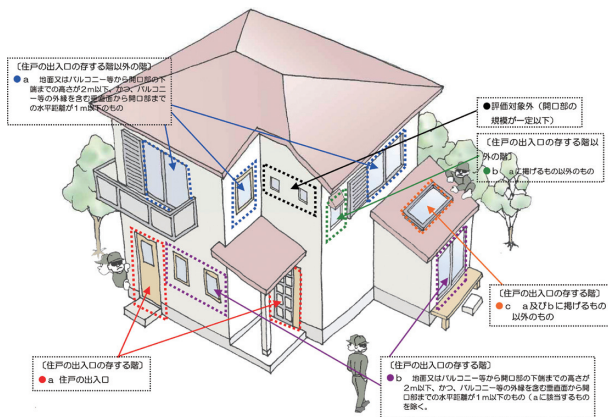 〔住戸の出入口の存する階以外の階〕
●a 地面又はバルコニー等から開口部の下
端までの高さが2m以下、かつ、バルコニ
ー等の外縁を含む垂直面から開口部まで
の水平距離が1m以下のもの
●評価対象外（開口部の
規模が一定以下）
〔住戸の出入口の存する階以
外の階〕
●b aに掲げるもの以外のもの
〔住戸の出入口の存する階〕
●c a及びbに掲げるもの
以外のもの
〔住戸の出入口の存する階〕
●a 住戸の出入口
〔住戸の出入口の存する階〕
●b 地面又はバルコニー等から開口部の下端までの高さが
2m以下、かつ、バルコニー等の外縁を含む垂直面から開
口部までの水平距離が1m以下のもの（aに該当するもの
を除く。